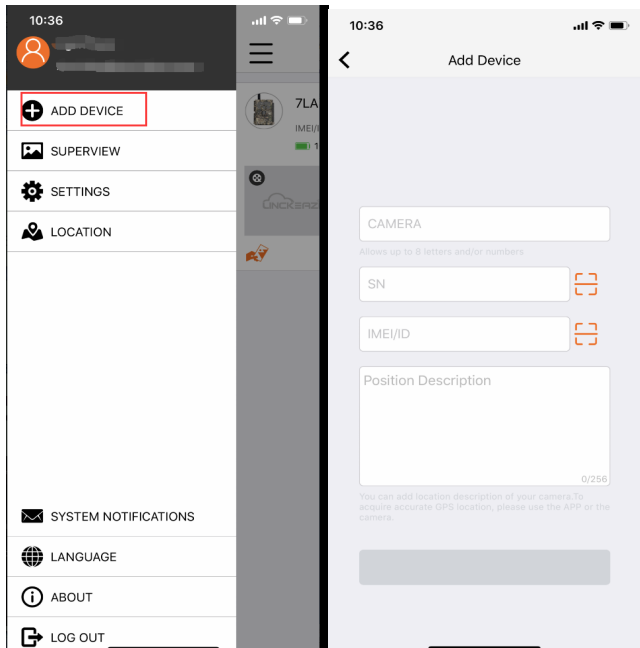 10:36
ADD DEVICE
SUPERVIEW
SETTINGS
LOCATION
SYSTEM NOTIFICATIONS
LANGUAGE
ABOUT
LOG OUT
7LA
IMEI/I
1
10:36
Add Device
CAMERA
Allows up to 6 letters and/or numbers
SN
IMEI/ID
Position Description
0/256
You can add location description of your camera.To
acquire accurate GPS location, please use the APP or the
camera.